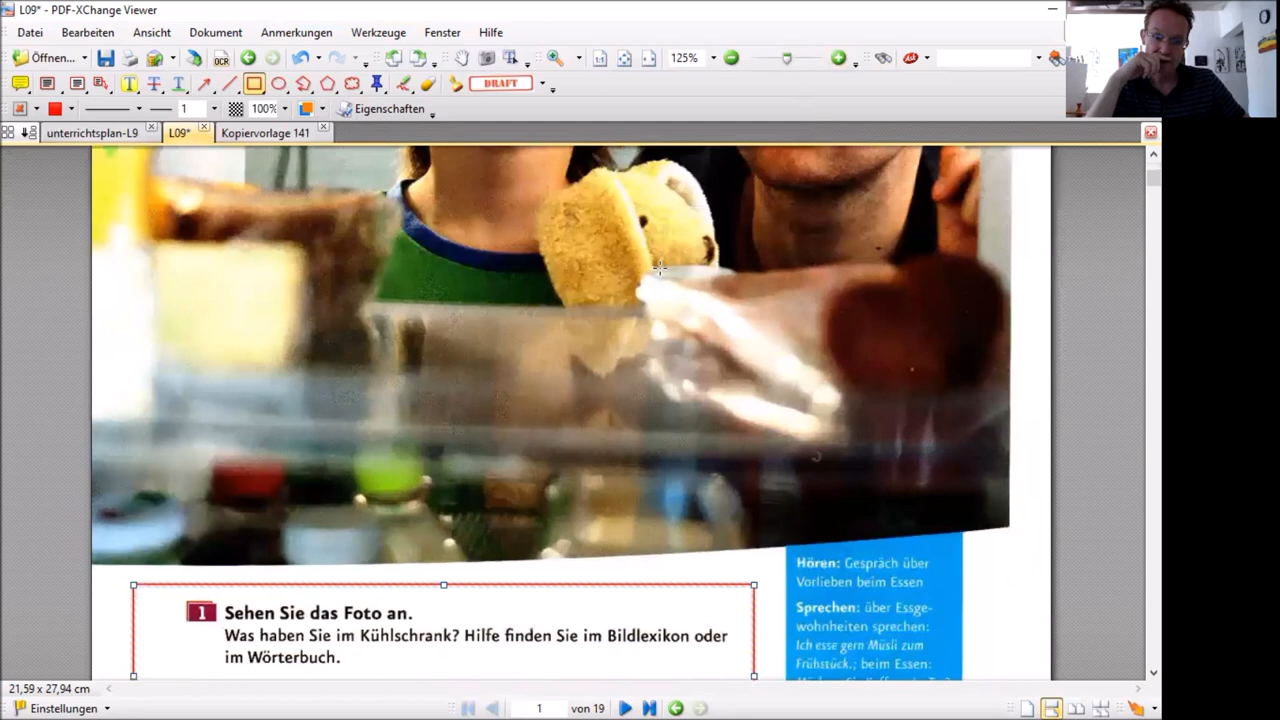 L09* - PDF-XChange Viewer
Datei Bearbeiten Ansicht Dokument Anmerkungen Werkzeuge Fenster Hilfe
Öffnen... OCR 125%
DRAFT
1 100% Eigenschaften
unterrichtsplan-L9 L09* Kopiervorlage 141
Hören: Gespräch über
Vorlieben beim Essen
Sprechen: über Essge-
wohnheiten sprechen:
Ich esse gern Müsli zum
Frühstück.; beim Essen:
1 Sehen Sie das Foto an.
Was haben Sie im Kühlschrank? Hilfe finden Sie im Bildlexikon oder
im Wörterbuch.
21,59 x 27,94 cm
Einstellungen 1 von 19